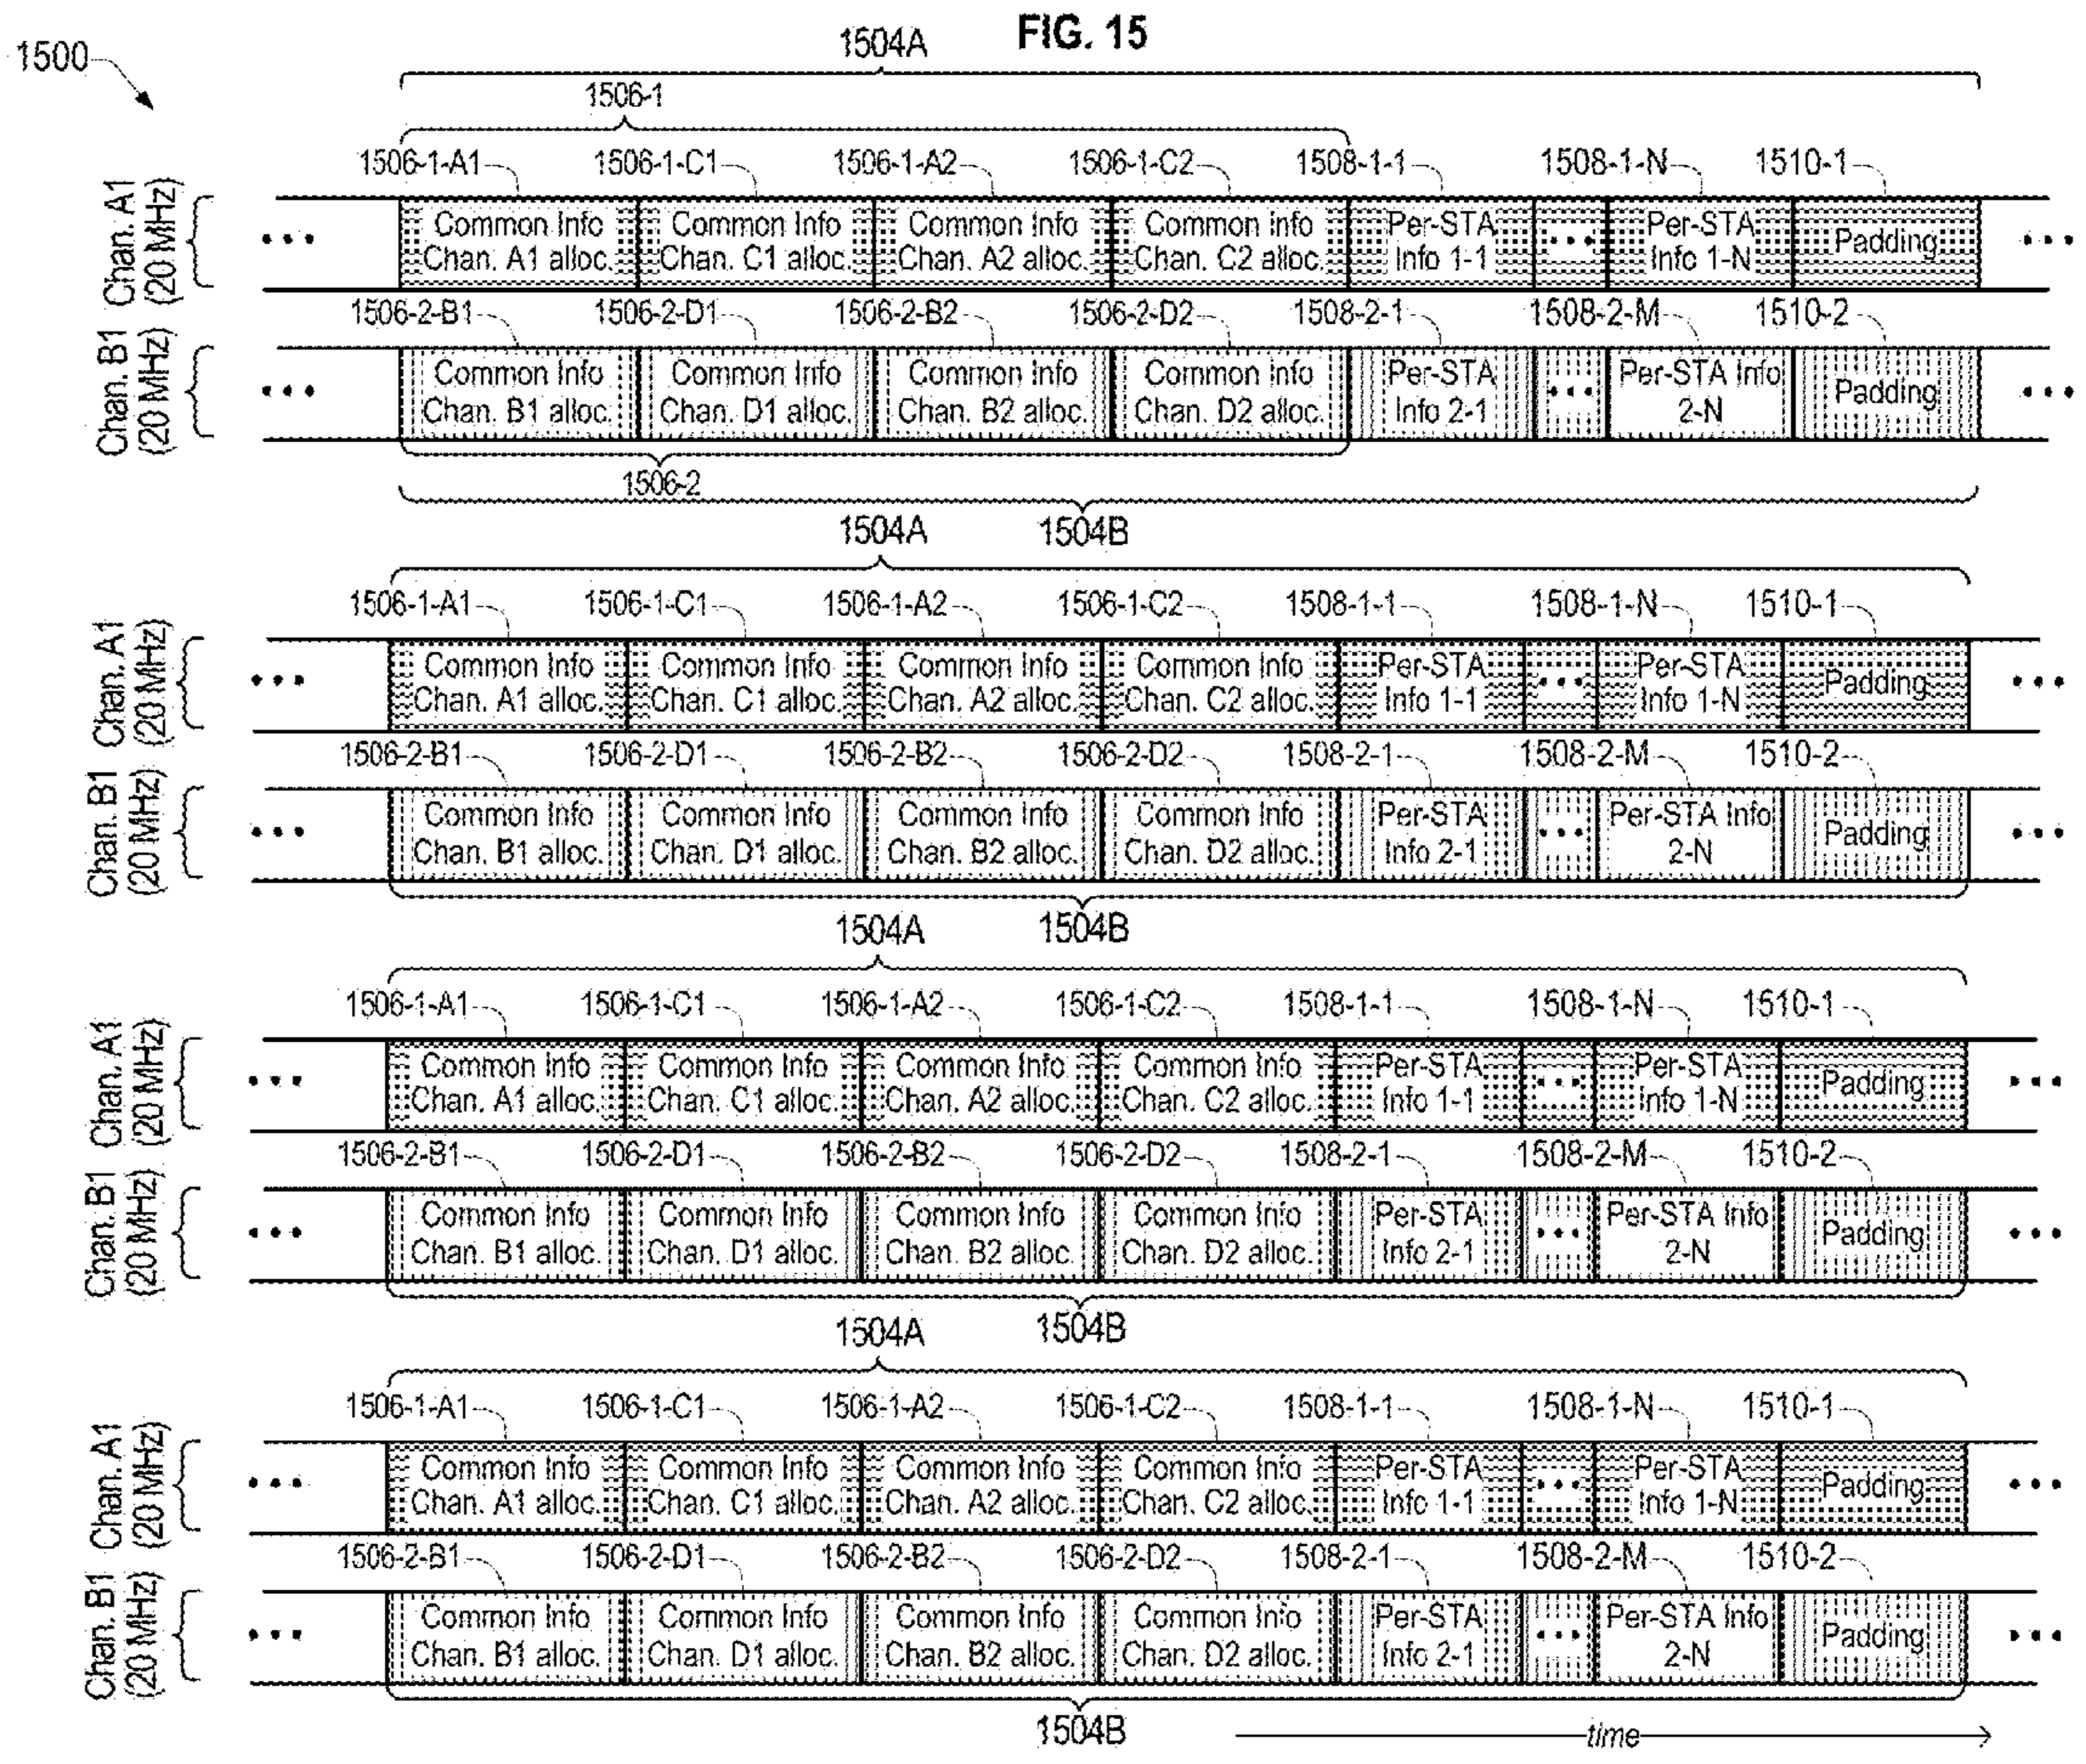 FIG. 15
1500
1504A
1506-1
1506-1-A1 1506-1-C1 1506-1-A2 1506-1-C2 1508-1-1 1508-1-N 1510-1
Chan. A1
(20 MHz)
••• Common Info Common Info Common Info Common info Per-STA ••• Per-STA Padding •••
Chan. A1 alloc. Chan. C1 alloc. Chan. A2 alloc. Chan. C2 alloc. Info 1-1 Info 1-N
1506-2-B1 1506-2-D1 1506-2-B2 1506-2-D2 1508-2-1 1508-2-M 1510-2
Chan. B1
(20 MHz)
••• Common Info Common Info Common Info Common Info Per-STA ••• Per-STA Info Padding •••
Chan. B1 alloc. Chan. D1 alloc. Chan. B2 alloc. Chan. D2 alloc. Info 2-1 2-N
1506-2
1504B
1504A
1506-1-A1 1506-1-C1 1506-1-A2 1506-1-C2 1508-1-1 1508-1-N 1510-1
Chan. A1
(20 MHz)
••• Common Info Common Info Common Info Common Info Per-STA ••• Per-STA Padding •••
Chan. A1 alloc. Chan. C1 alloc. Chan. A2 alloc. Chan. C2 alloc. Info 1-1 Info 1-N
1506-2-B1 1506-2-D1 1506-2-B2 1506-2-D2 1508-2-1 1508-2-M 1510-2
Chan. B1
(20 MHz)
••• Common Info Common Info Common Info Common Info Per-STA ••• Per-STA Info Padding •••
Chan. B1 alloc. Chan. D1 alloc. Chan. B2 alloc. Chan. D2 alloc. Info 2-1 2-N
1504B
1504A
1506-1-A1 1506-1-C1 1506-1-A2 1506-1-C2 1508-1-1 1508-1-N 1510-1
Chan. A1
(20 MHz)
••• Common Info Common Info Common Info Common Info Per-STA ••• Per-STA Padding •••
Chan. A1 alloc. Chan. C1 alloc. Chan. A2 alloc. Chan. C2 alloc. Info 1-1 Info 1-N
1506-2-B1 1506-2-D1 1506-2-B2 1506-2-D2 1508-2-1 1508-2-M 1510-2
Chan. B1
(20 MHz)
••• Common Info Common Info Common Info Common Info Per-STA ••• Per-STA Info Padding •••
Chan. B1 alloc. Chan. D1 alloc. Chan. B2 alloc. Chan. D2 alloc. Info 2-1 2-N
1504B
1504A
1506-1-A1 1506-1-C1 1506-1-A2 1506-1-C2 1508-1-1 1508-1-N 1510-1
Chan. A1
(20 MHz)
••• Common Info Common Info Common Info Common Info Per-STA ••• Per-STA Padding •••
Chan. A1 alloc. Chan. C1 alloc. Chan. A2 alloc. Chan. C2 alloc. Info 1-1 Info 1-N
1506-2-B1 1506-2-D1 1506-2-B2 1506-2-D2 1508-2-1 1508-2-M 1510-2
Chan. B1
(20 MHz)
••• Common Info Common Info Common Info Common Info Per-STA ••• Per-STA Info Padding •••
Chan. B1 alloc. Chan. D1 alloc. Chan. B2 alloc. Chan. D2 alloc. Info 2-1 2-N
1504B
time